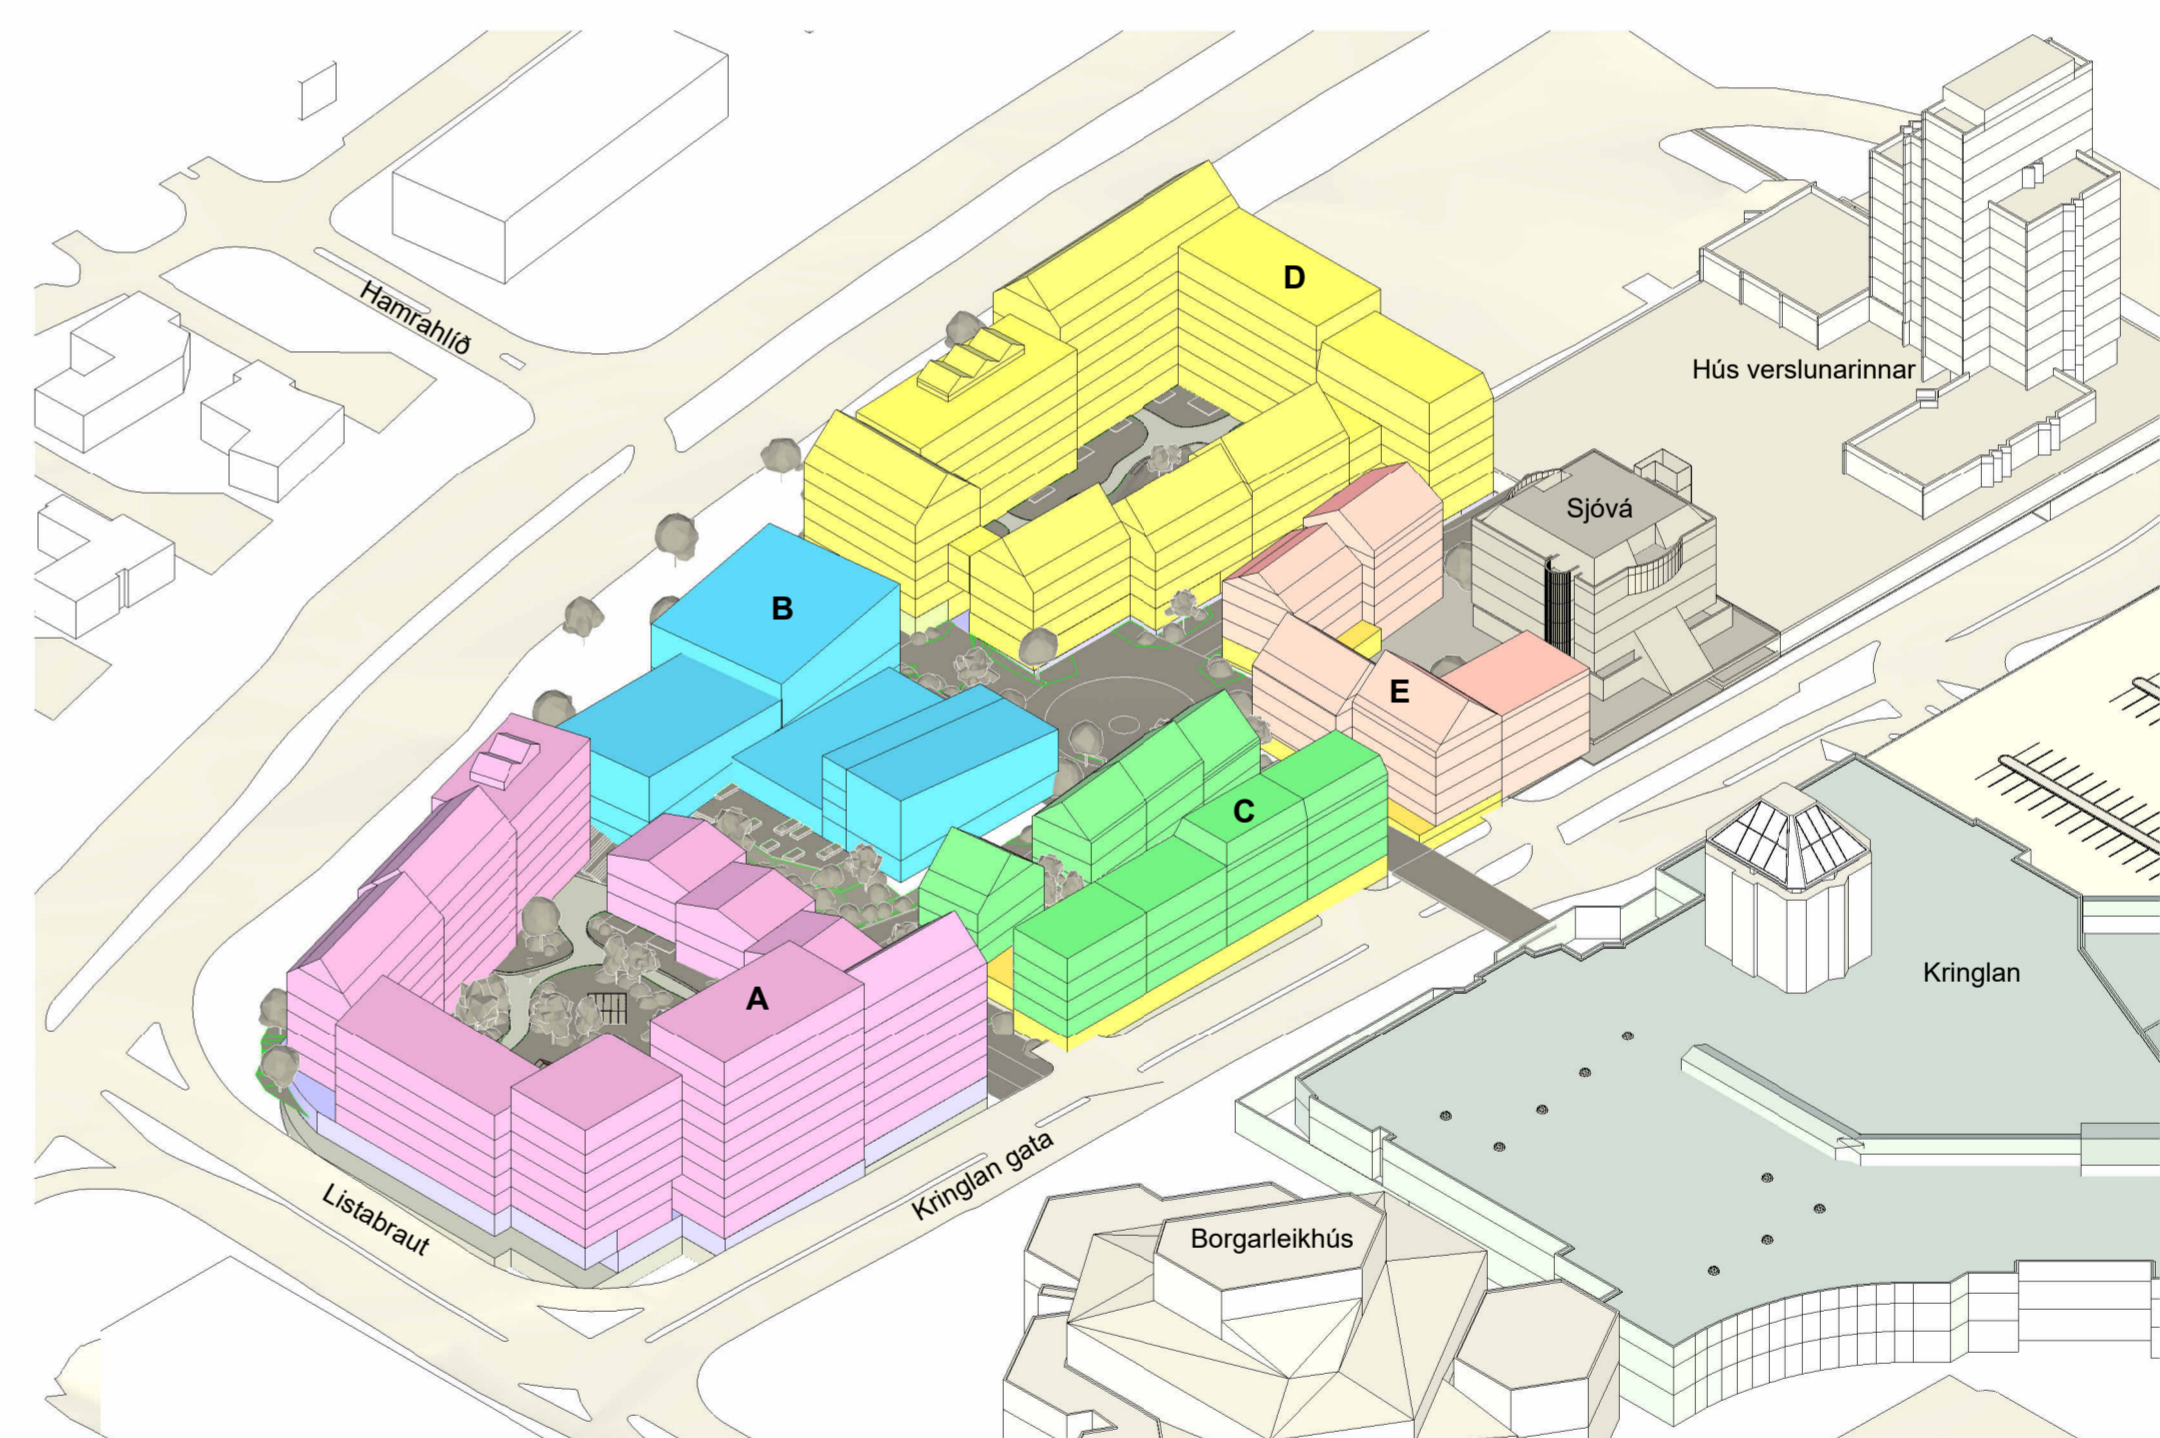 D
Hamrahlíð
Hús verslunarinnar
Sjóvá
B
E
C
Kringlan
A
Kringlan gata
Listabraut
Borgarleikhús